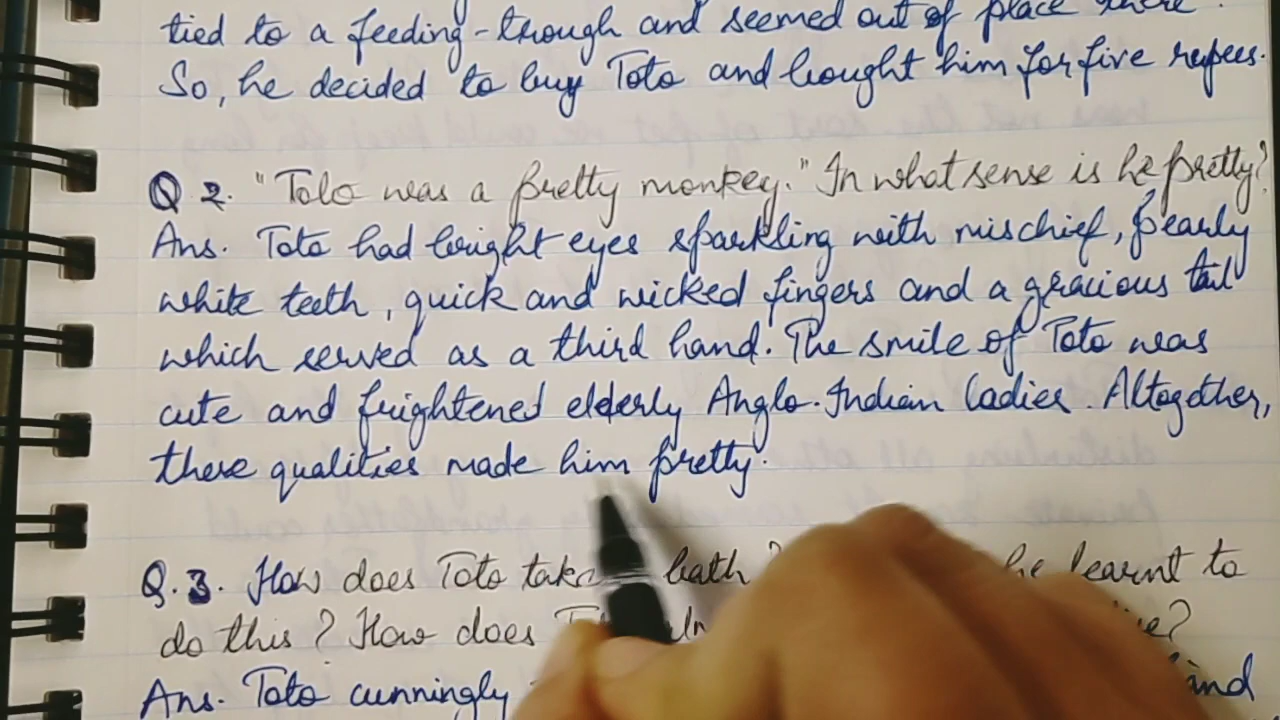 tied to a feeding-trough and seemed out of place there.
So, he decided to buy Toto and bought him for five rupees.
Q 2. "Toto was a pretty monkey." In what sense is he pretty?
Ans. Toto had bright eyes sparkling with mischief, pearly
white teeth, quick and wicked fingers and a gracious tail
which served as a third hand. The smile of Toto was
cute and frightened elderly Anglo-Indian ladies. Altogether,
these qualities made him pretty.
Q.3. How does Toto take bath? he learnt to
do this? How does
Ans. Toto cunningly and